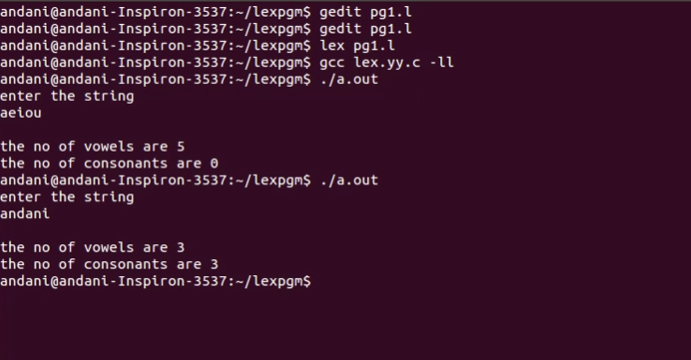 andani@andani-Inspiron-3537:~/lexpgm$ gedit pg1.l
andani@andani-Inspiron-3537:~/lexpgm$ gedit pg1.l
andani@andani-Inspiron-3537:~/lexpgm$ lex pg1.l
andani@andani-Inspiron-3537:~/lexpgm$ gcc lex.yy.c -ll
andani@andani-Inspiron-3537:~/lexpgm$ ./a.out
enter the string
aeiou
the no of vowels are 5
the no of consonants are 0
andani@andani-Inspiron-3537:~/lexpgm$ ./a.out
enter the string
andani
the no of vowels are 3
the no of consonants are 3
andani@andani-Inspiron-3537:~/lexpgm$